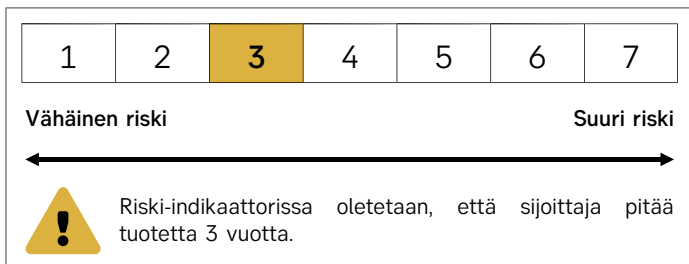 1 2 3 4 5 6 7
Vähäinen riski Suuri riski
Riski-indikaattorissa oletetaan, että sijoittaja pitää
tuotetta 3 vuotta.